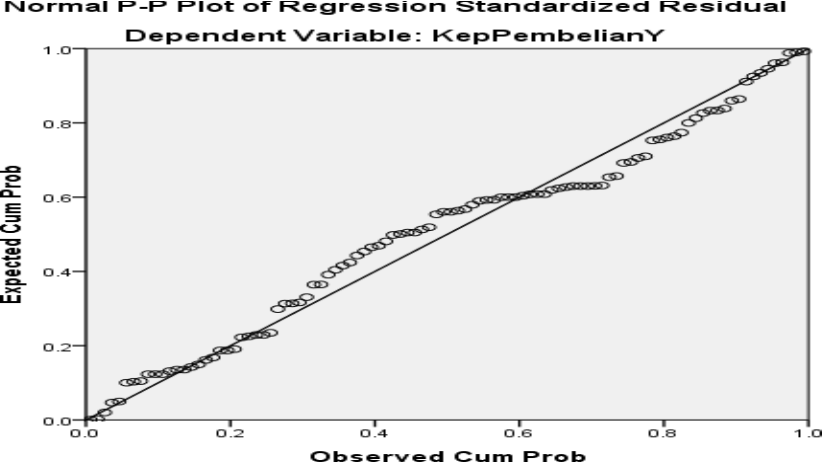 Normal P-P Plot of Regression Standardized Residual
Dependent Variable: KepPembelianY
Expected Cum Prob
1.0
0.8
0.6
0.4
0.2
0.0
0.0 0.2 0.4 0.6 0.8 1.0
Observed Cum Prob